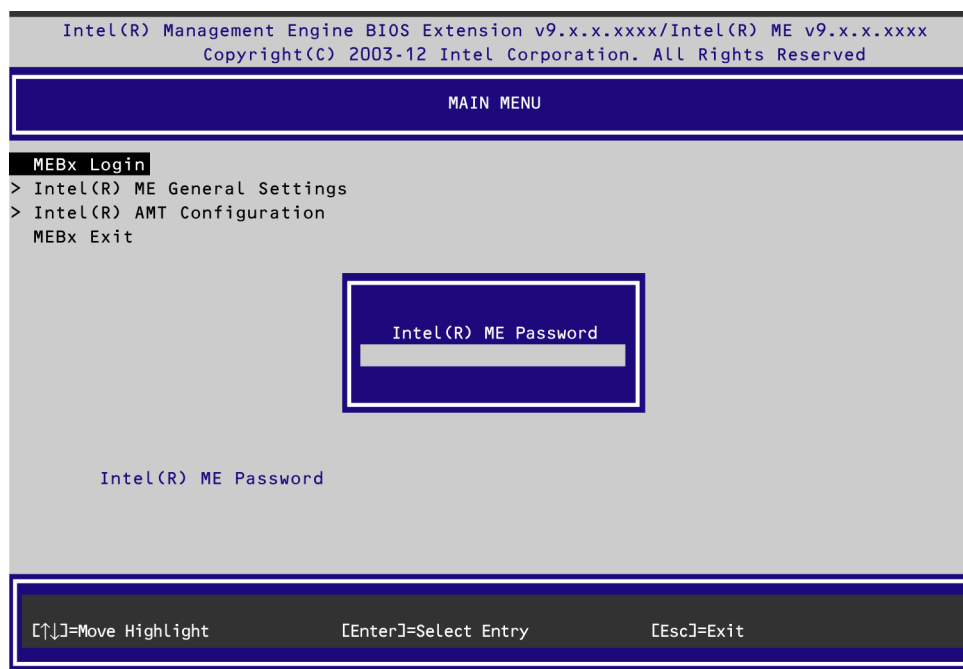 Intel(R) Management Engine BIOS Extension v9.x.x.xxxx/Intel(R) ME v9.x.x.xxxx
Copyright(C) 2003-12 Intel Corporation. All Rights Reserved
MAIN MENU
MEBx Login
> Intel(R) ME General Settings
> Intel(R) AMT Configuration
MEBx Exit
Intel(R) ME Password
Intel(R) ME Password
[↑↓]=Move Highlight [Enter]=Select Entry [Esc]=Exit